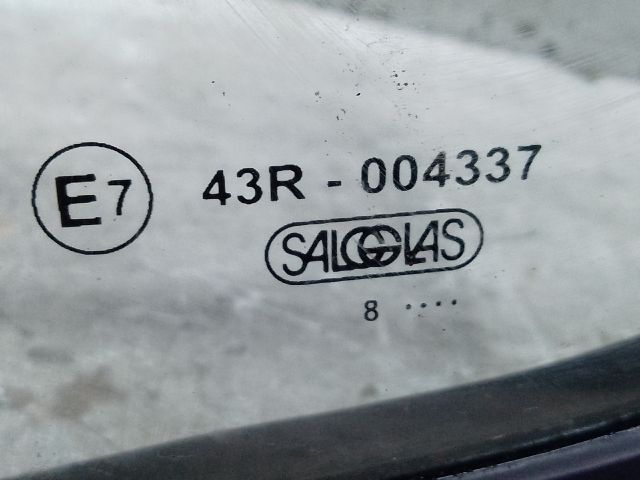 E7 43R - 004337
SALGGLAS
8 ....